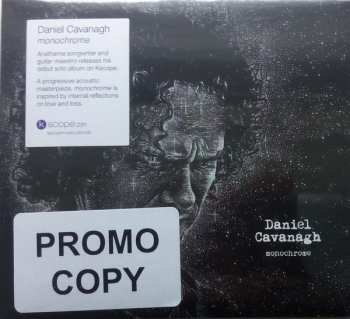 Daniel Cavanagh
monochrome
Anathema songwriter and
guitar maestro releases his
debut solo album on Kscope.
A progressive acoustic
masterpiece, monochrome is
inspired by internal reflections
on love and loss.
kscope
Daniel
Cavanagh
monochrome
PROMO
COPY